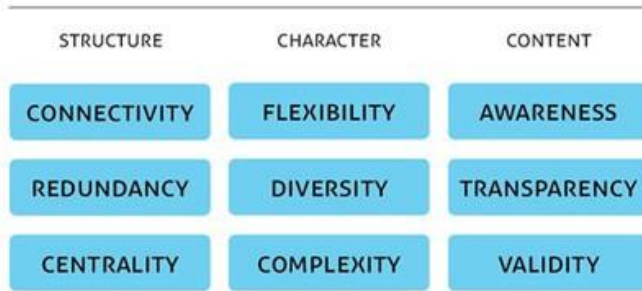 STRUCTURE CHARACTER CONTENT
CONNECTIVITY FLEXIBILITY AWARENESS
REDUNDANCY DIVERSITY TRANSPARENCY
CENTRALITY COMPLEXITY VALIDITY